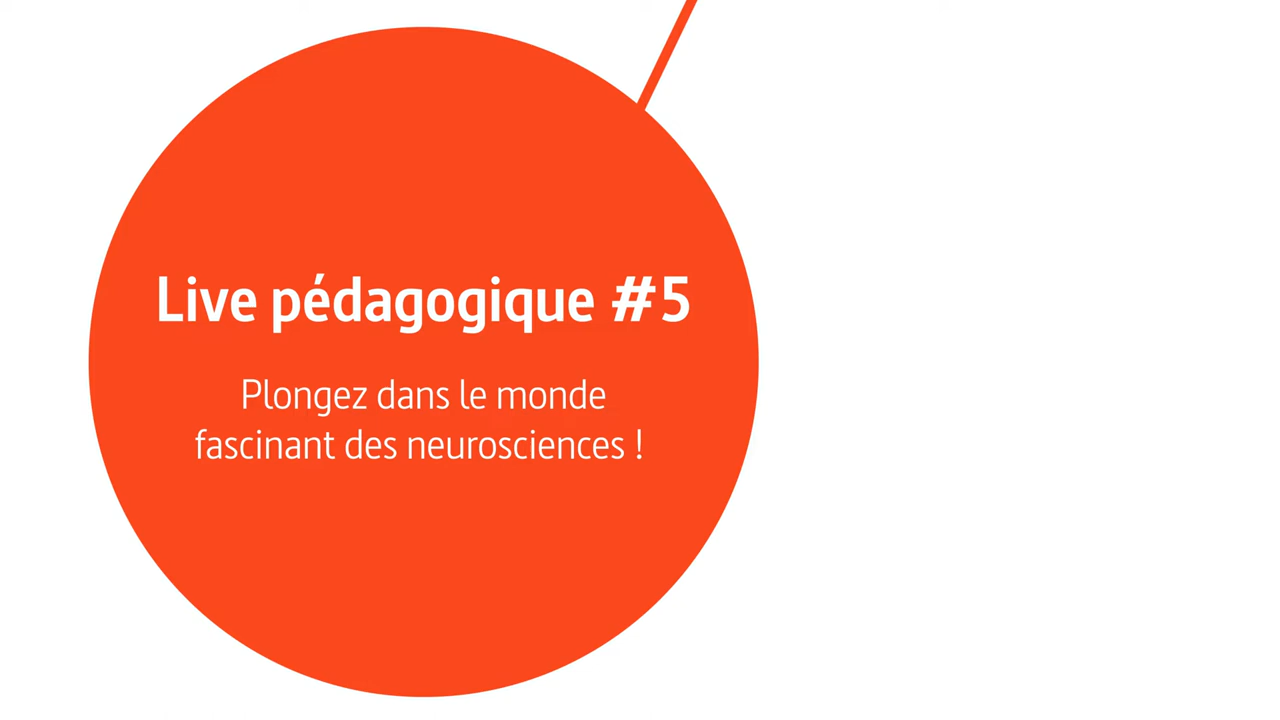 Live pédagogique #5
Plongez dans le monde
fascinant des neurosciences !